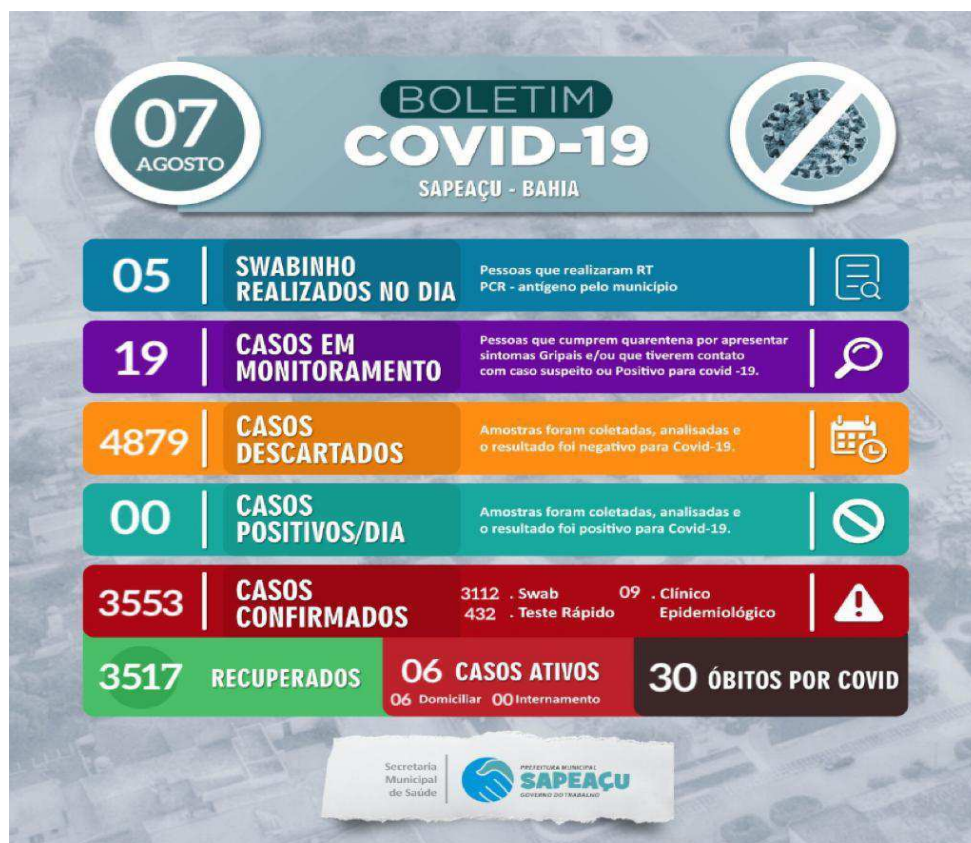 07
AGOSTO
BOLETIM
COVID-19
SAPEAÇU - BAHIA
05
SWABINHO
REALIZADOS NO DIA
Pessoas que realizaram RT
PCR - antígeno pelo município
19
CASOS EM
MONITORAMENTO
Pessoas que cumprem quarentena por apresentar
sintomas Gripais e/ou que tiverem contato
com caso suspeito ou Positivo para covid -19.
4879
CASOS
DESCARTADOS
Amostras foram coletadas, analisadas e
o resultado foi negativo para Covid-19.
00
CASOS
POSITIVOS/DIA
Amostras foram coletadas, analisadas e
o resultado foi positivo para Covid-19.
3553
CASOS
CONFIRMADOS
3112 . Swab
432 . Teste Rápido
09 . Clínico
Epidemiológico
3517 RECUPERADOS
06 CASOS ATIVOS
06 Domiciliar 00 Internamento
30 ÓBITOS POR COVID
Secretaria
Municipal
de Saúde
PREFEITURA MUNICIPAL
SAPEAÇU
GOVERNO DO TRABALHO